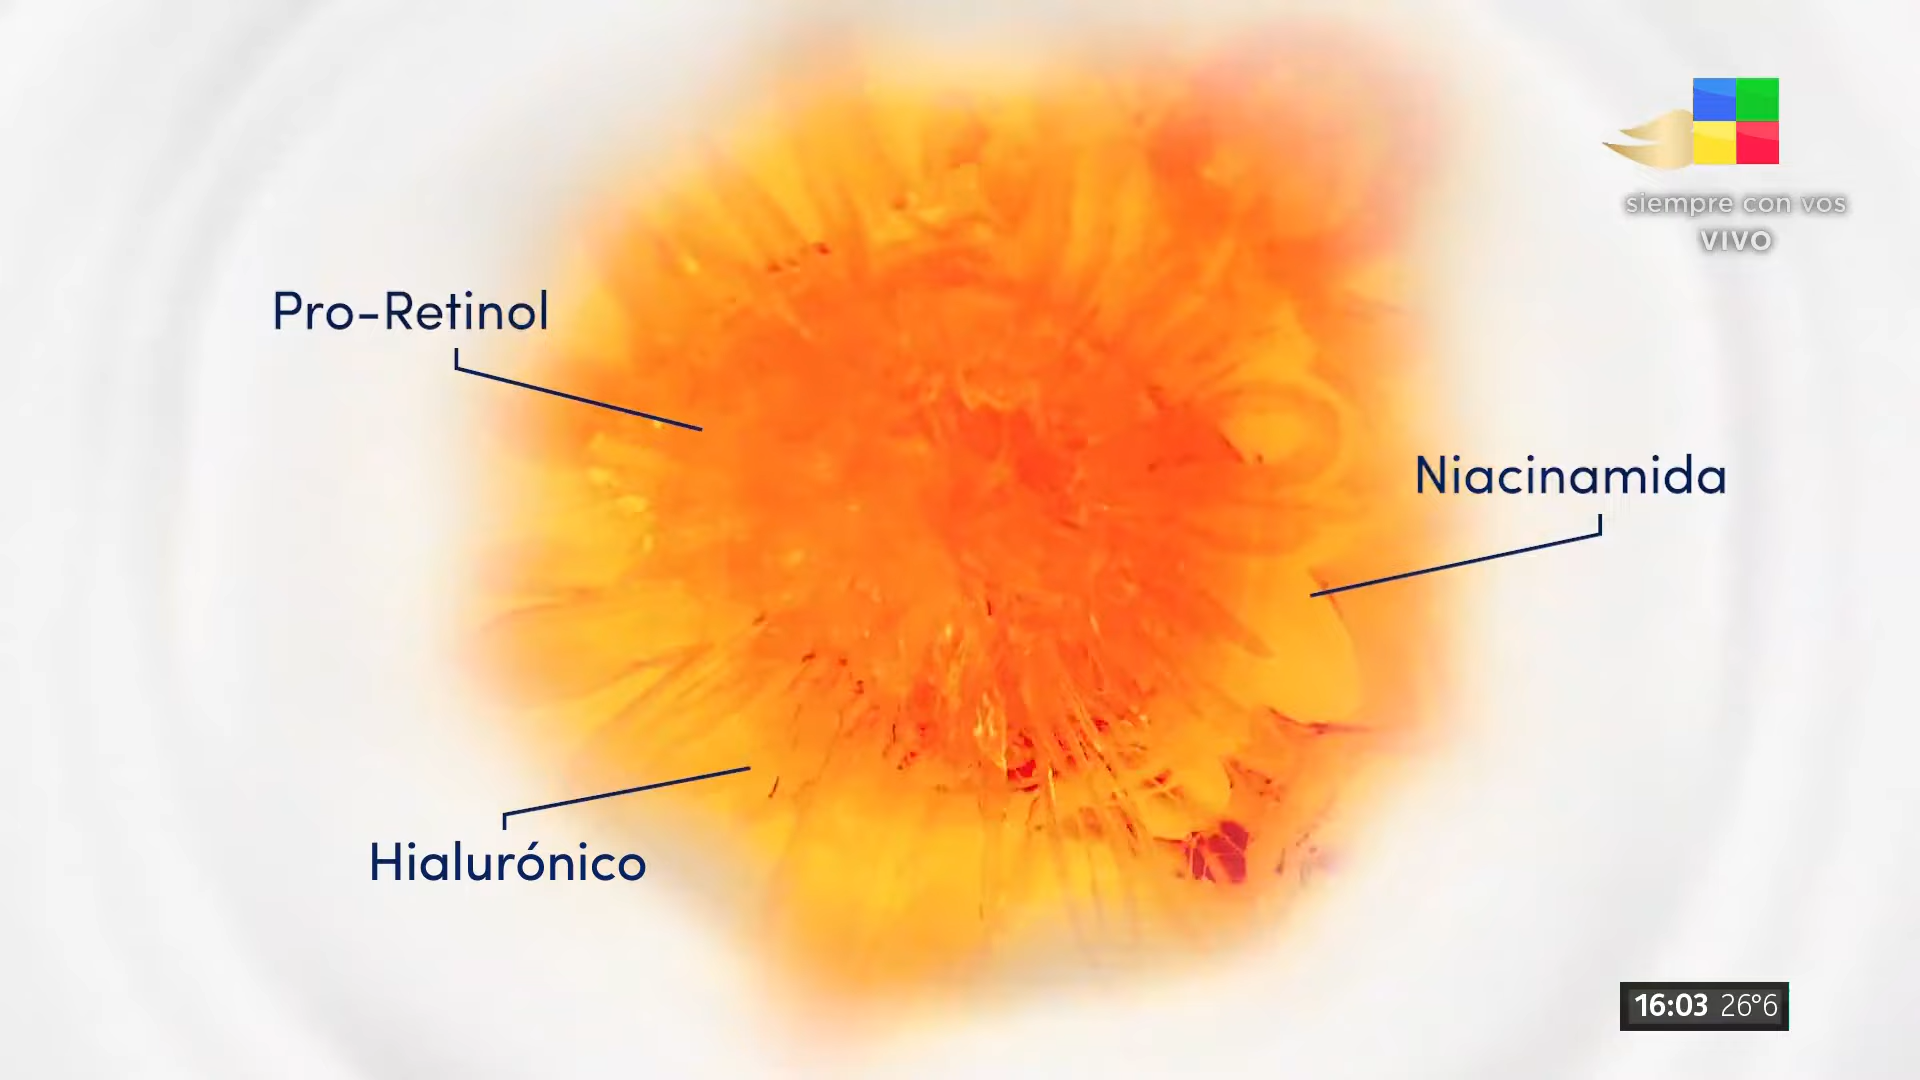 siempre con vos
VIVO
Pro-Retinol
Niacinamida
Hialurónico
16:03 26°6